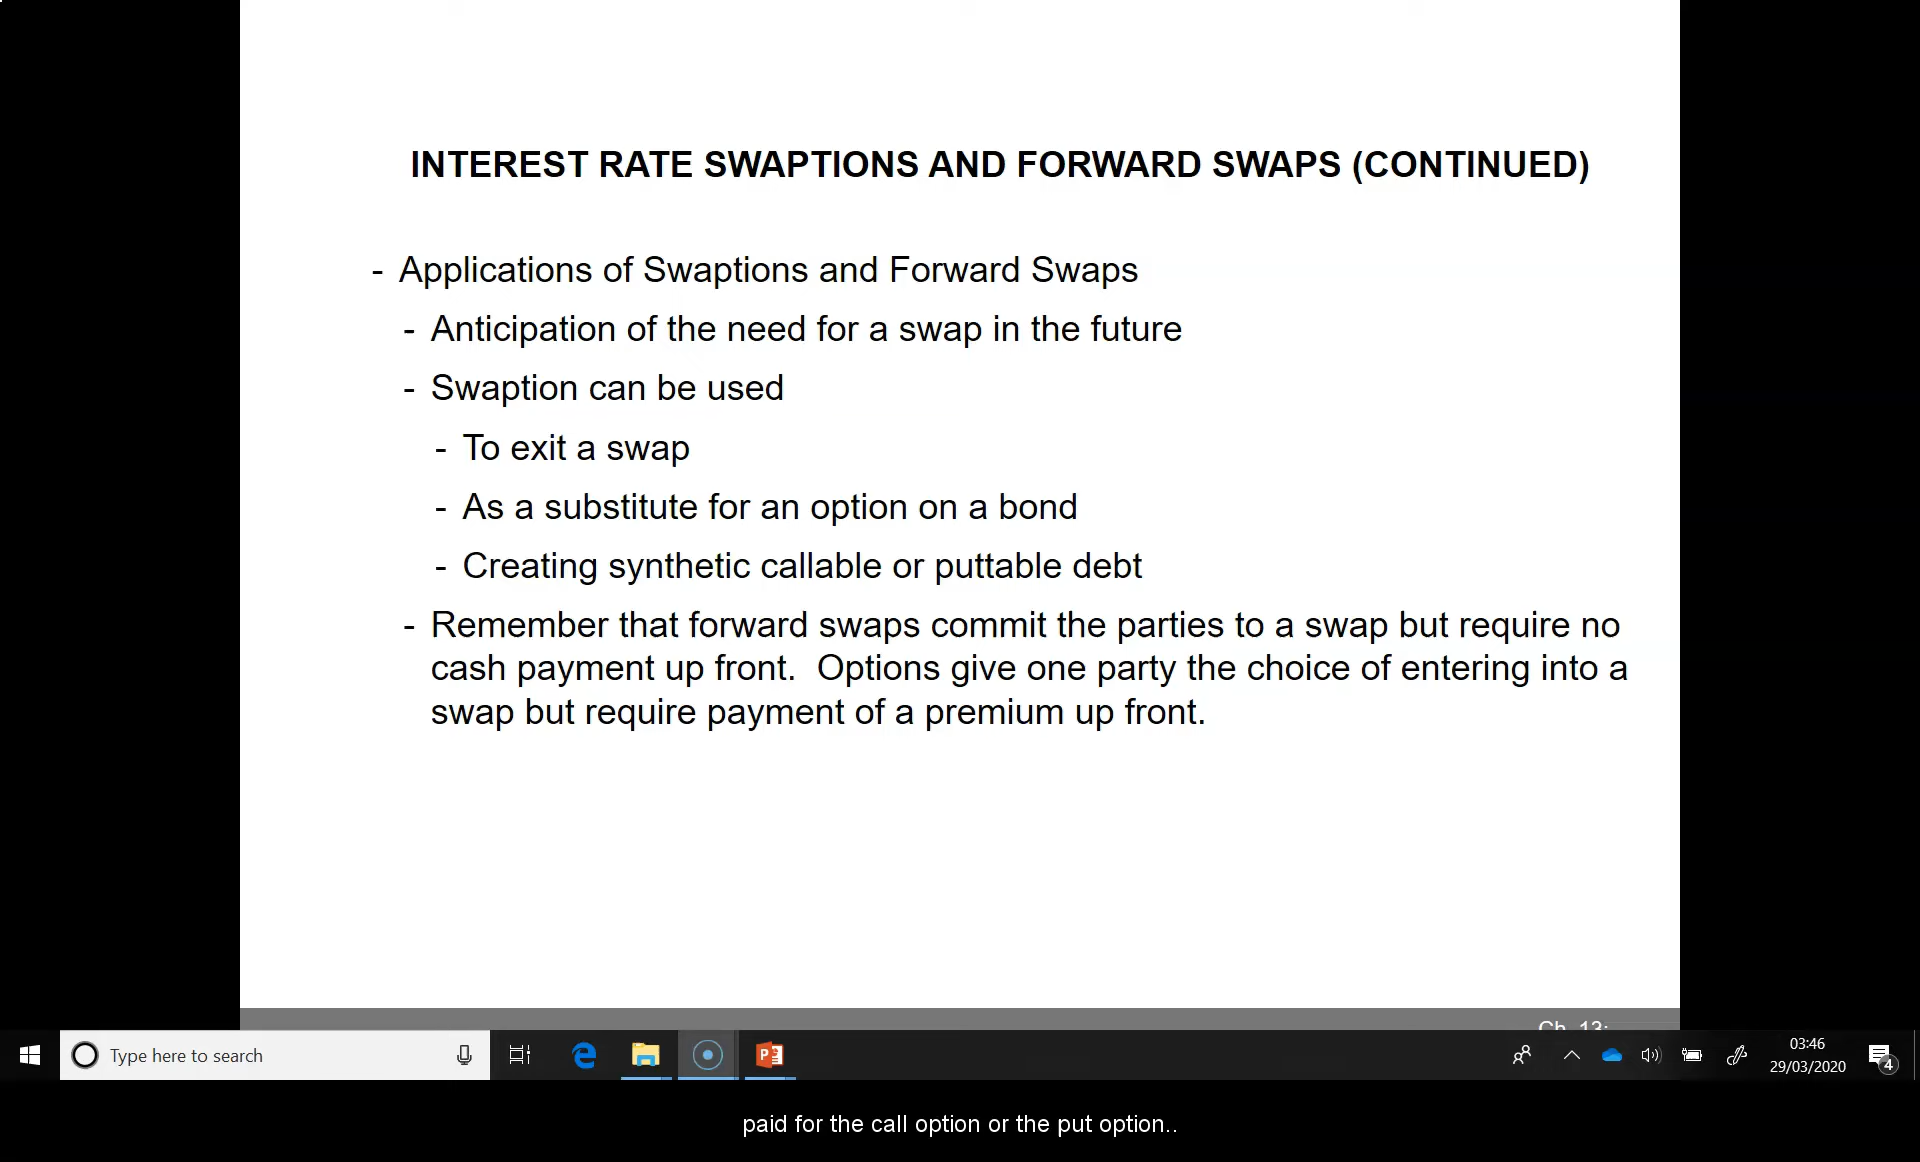 INTEREST RATE SWAPTIONS AND FORWARD SWAPS (CONTINUED)
- Applications of Swaptions and Forward Swaps
- Anticipation of the need for a swap in the future
- Swaption can be used
- To exit a swap
- As a substitute for an option on a bond
- Creating synthetic callable or puttable debt
- Remember that forward swaps commit the parties to a swap but require no
cash payment up front.  Options give one party the choice of entering into a
swap but require payment of a premium up front.
Ch. 13:
Type here to search
03:46
29/03/2020
4
paid for the call option or the put option..